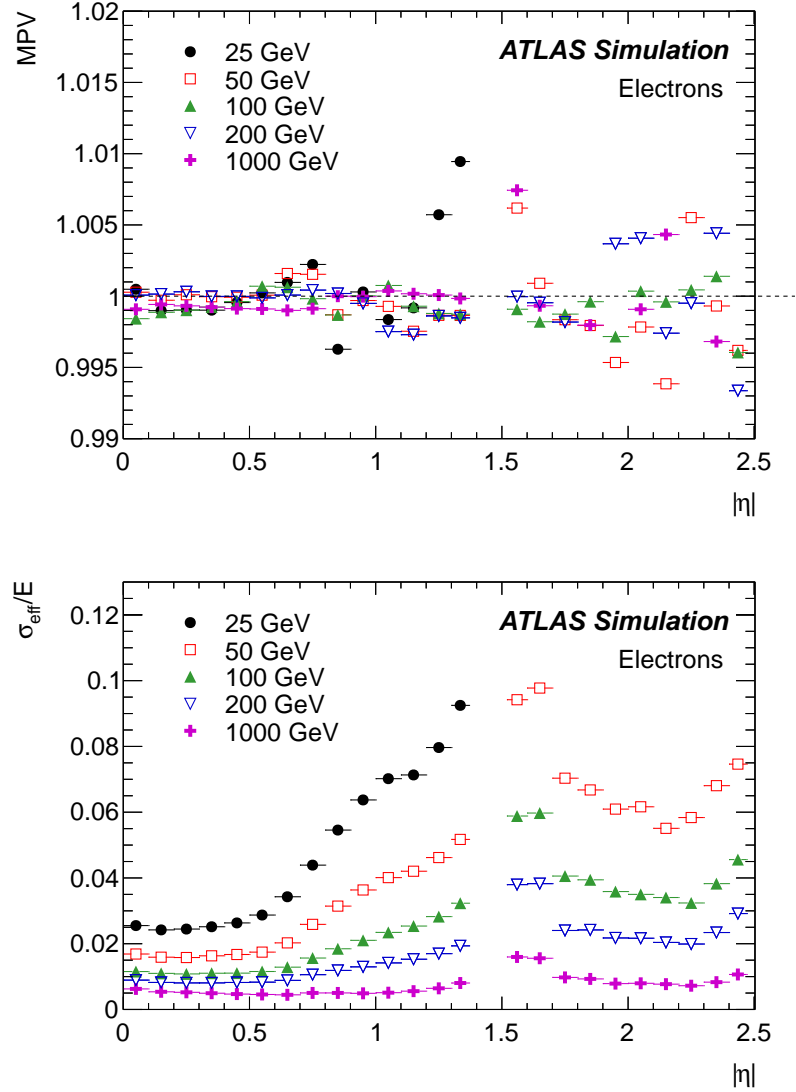 MPV
1.02
1.015
1.01
1.005
1
0.995
0.99
25 GeV
50 GeV
100 GeV
200 GeV
1000 GeV
ATLAS Simulation
Electrons
0 0.5 1 1.5 2 2.5
|η|
σeff/E
0.12
0.1
0.08
0.06
0.04
0.02
0
25 GeV
50 GeV
100 GeV
200 GeV
1000 GeV
ATLAS Simulation
Electrons
0 0.5 1 1.5 2 2.5
|η|